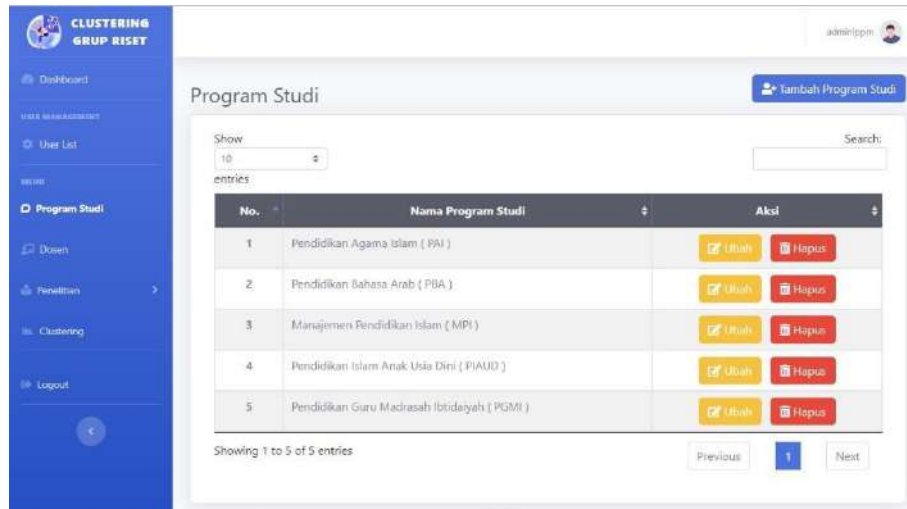 CLUSTERING
GRUP RISET
adminlppm
Dashboard
USER MANAGEMENT
User List
MENU
Program Studi
Dosen
Penelitian
Clustering
Logout
Program Studi
Tambah Program Studi
Show
10
entries
Search:
No. Nama Program Studi Aksi
1 Pendidikan Agama Islam ( PAI ) Ubah Hapus
2 Pendidikan Bahasa Arab ( PBA ) Ubah Hapus
3 Manajemen Pendidikan Islam ( MPI ) Ubah Hapus
4 Pendidikan Islam Anak Usia Dini ( PIAUD ) Ubah Hapus
5 Pendidikan Guru Madrasah Ibtidaiyah ( PGMI ) Ubah Hapus
Showing 1 to 5 of 5 entries
Previous 1 Next